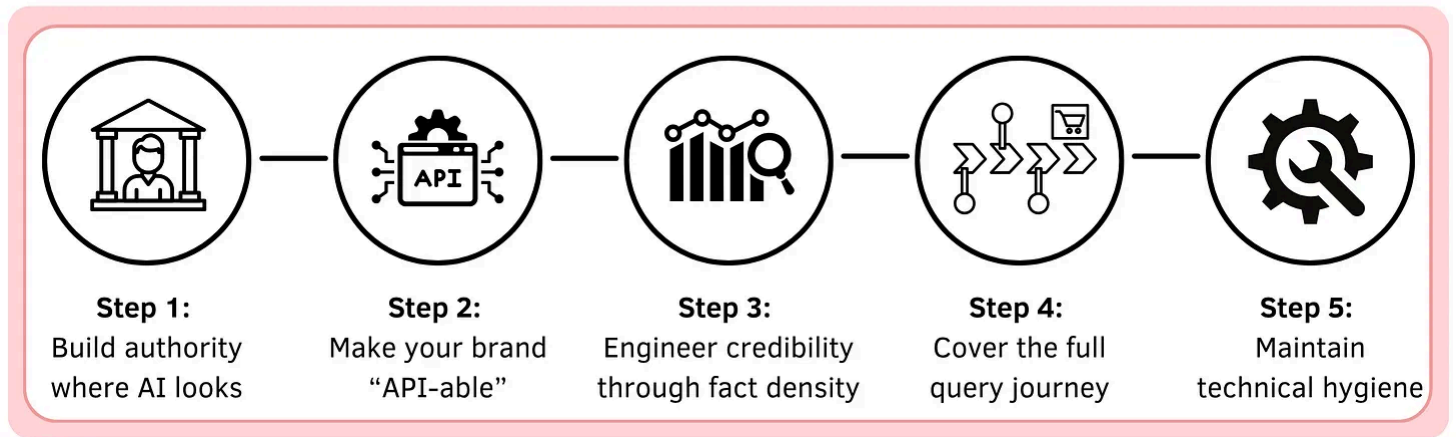 API
Step 1:
Build authority
where AI looks
Step 2:
Make your brand
“API-able”
Step 3:
Engineer credibility
through fact density
Step 4:
Cover the full
query journey
Step 5:
Maintain
technical hygiene